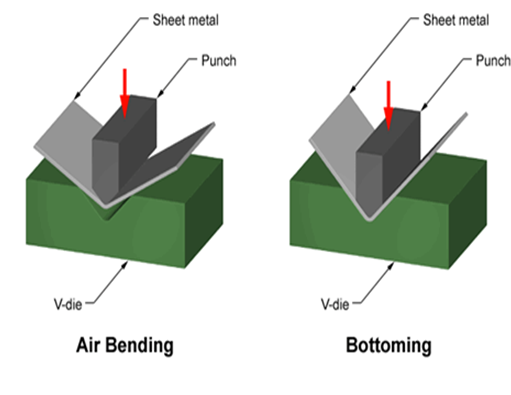 Sheet metal
Punch
V-die
Air Bending
Sheet metal
Punch
V-die
Bottoming